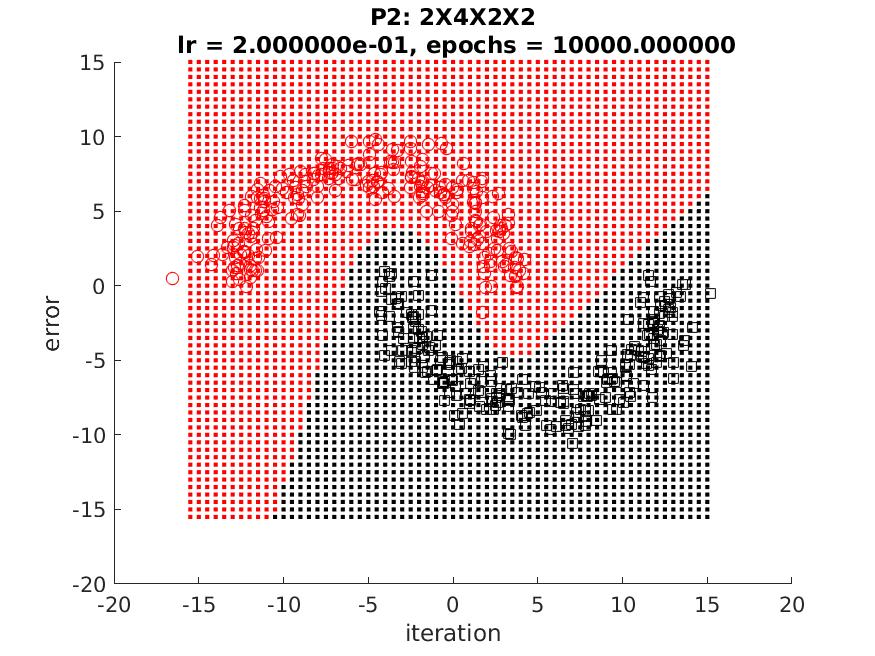 P2: 2X4X2X2
lr = 2.000000e-01, epochs = 10000.000000
15
10
5
0
-5
-10
-15
-20
error
-20 -15 -10 -5 0 5 10 15 20
iteration